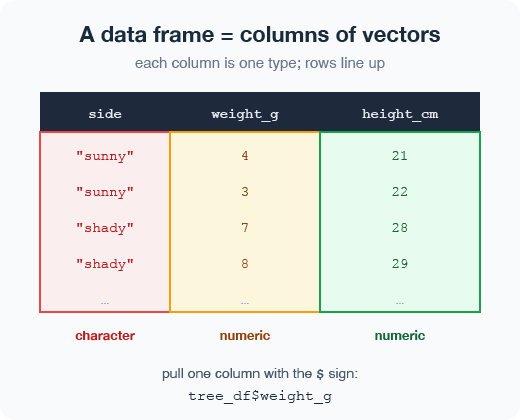 A data frame = columns of vectors
each column is one type; rows line up
side weight_g height_cm
"sunny" 4 21
"sunny" 3 22
"shady" 7 28
"shady" 8 29
... ... ...
character numeric numeric
pull one column with the $ sign:
tree_df$weight_g